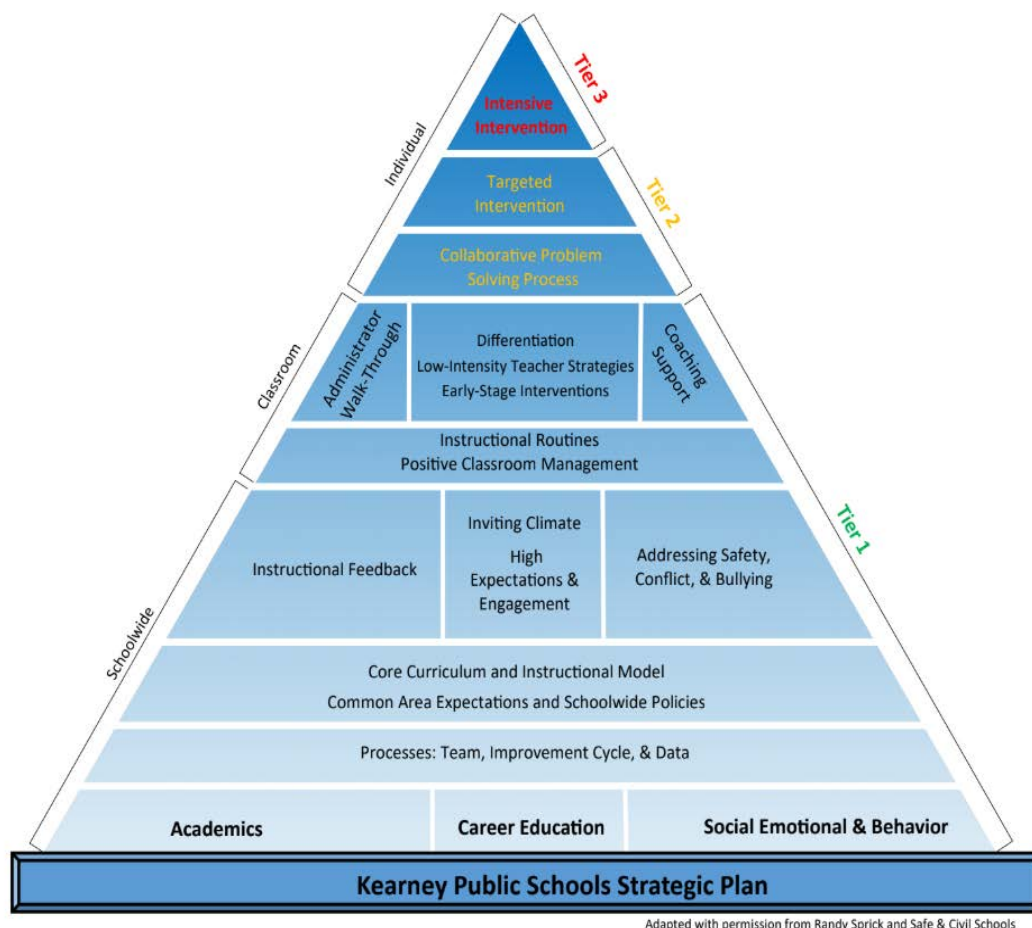 Tier 3
Intensive
Intervention
Individual
Targeted
Intervention
Tier 2
Collaborative Problem
Solving Process
Classroom
Administrator
Walk-Through
Differentiation
Low-Intensity Teacher Strategies
Early-Stage Interventions
Coaching
Support
Instructional Routines
Positive Classroom Management
Tier 1
Schoolwide
Instructional Feedback
Inviting Climate
High
Expectations &
Engagement
Addressing Safety,
Conflict, & Bullying
Core Curriculum and Instructional Model
Common Area Expectations and Schoolwide Policies
Processes: Team, Improvement Cycle, & Data
Academics
Career Education
Social Emotional & Behavior
Kearney Public Schools Strategic Plan
Adapted with permission from Randy Sprick and Safe & Civil Schools